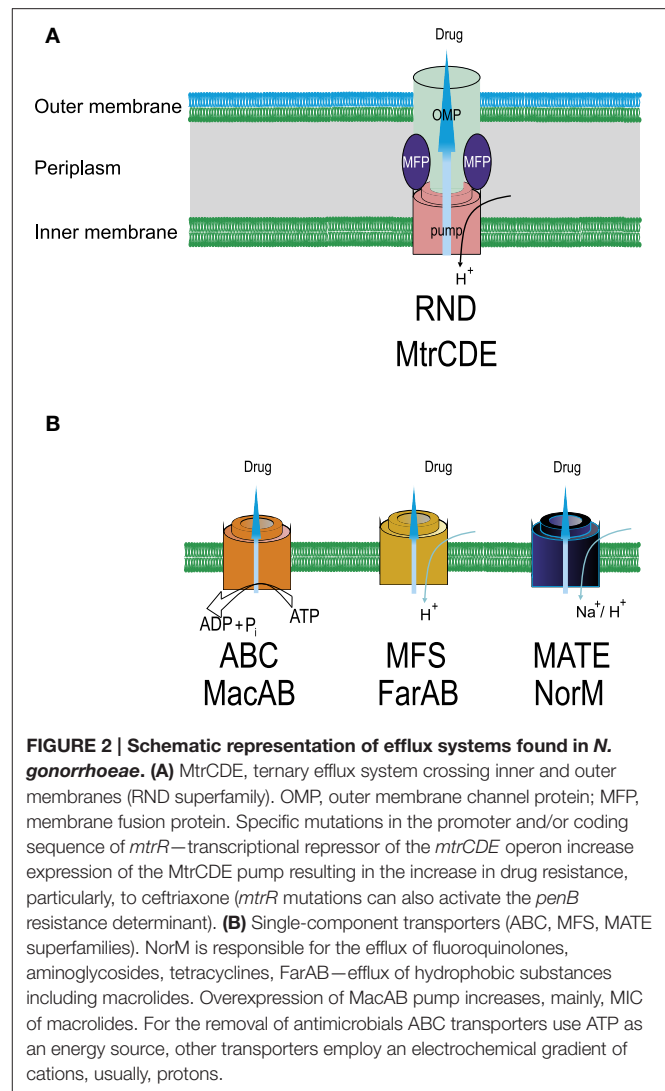 A
Drug
Outer membrane
OMP
Periplasm
MFP
MFP
Inner membrane
pump
H+
RND
MtrCDE
B
Drug
Drug
Drug
ADP + Pi
ATP
H+
Na+/ H+
ABC
MFS
MATE
MacAB
FarAB
NorM
FIGURE 2 | Schematic representation of efflux systems found in N.
gonorrhoeae. (A) MtrCDE, ternary efflux system crossing inner and outer
membranes (RND superfamily). OMP, outer membrane channel protein; MFP,
membrane fusion protein. Specific mutations in the promoter and/or coding
sequence of mtrR—transcriptional repressor of the mtrCDE operon increase
expression of the MtrCDE pump resulting in the increase in drug resistance,
particularly, to ceftriaxone (mtrR mutations can also activate the penB
resistance determinant). (B) Single-component transporters (ABC, MFS, MATE
superfamilies). NorM is responsible for the efflux of fluoroquinolones,
aminoglycosides, tetracyclines, FarAB—efflux of hydrophobic substances
including macrolides. Overexpression of MacAB pump increases, mainly, MIC
of macrolides. For the removal of antimicrobials ABC transporters use ATP as
an energy source, other transporters employ an electrochemical gradient of
cations, usually, protons.